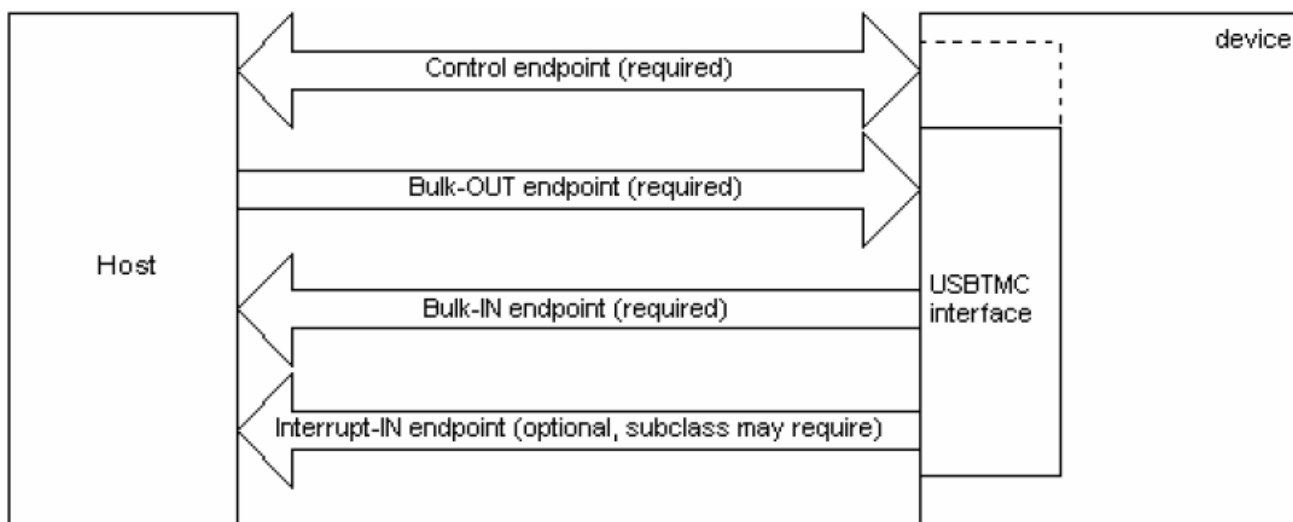 device
Control endpoint (required)
Bulk-OUT endpoint (required)
Host
USBTMC
interface
Bulk-IN endpoint (required)
Interrupt-IN endpoint (optional, subclass may require)